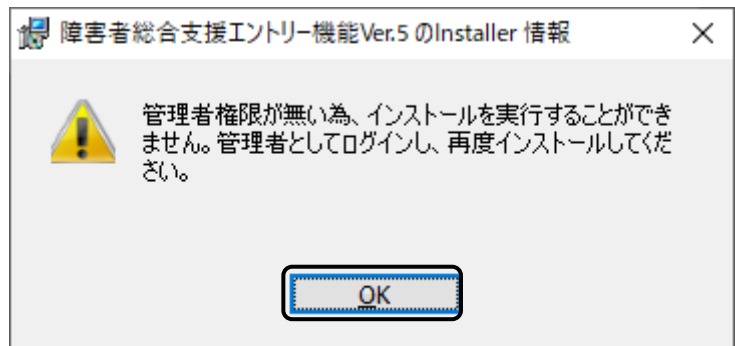 障害者総合支援エントリー機能Ver.5 のInstaller 情報
管理者権限が無い為、インストールを実行することができ
ません。管理者としてログインし、再度インストールしてくだ
さい。
OK